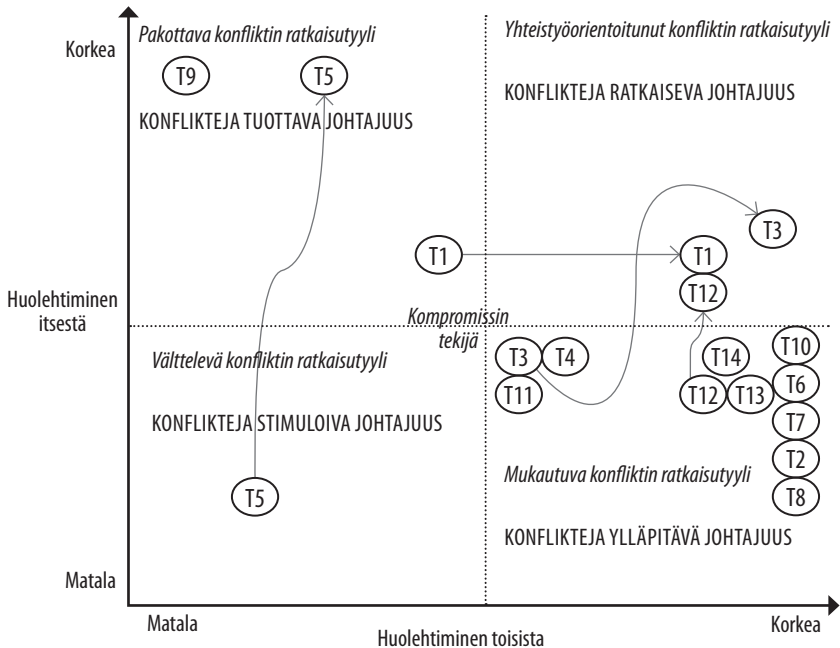 Korkea
Pakottava konfliktin ratkaisutyyli
T9
T5
KONFLIKTEJA TUOTTAVA JOHTAJUUS
Yhteistyöorientoitunut konfliktin ratkaisutyyli
KONFLIKTEJA RATKAISEVA JOHTAJUUS
T3
T1
T1
T12
Huolehtiminen
itsestä
Kompromissin
tekijä
Välttelevä konfliktin ratkaisutyyli
KONFLIKTEJA STIMULOIVA JOHTAJUUS
T5
T3
T4
T11
T14
T12
T13
T10
T6
T7
T2
T8
Mukautuva konfliktin ratkaisutyyli
KONFLIKTEJA YLLÄPITÄVÄ JOHTAJUUS
Matala
Matala
Huolehtiminen toisista
Korkea